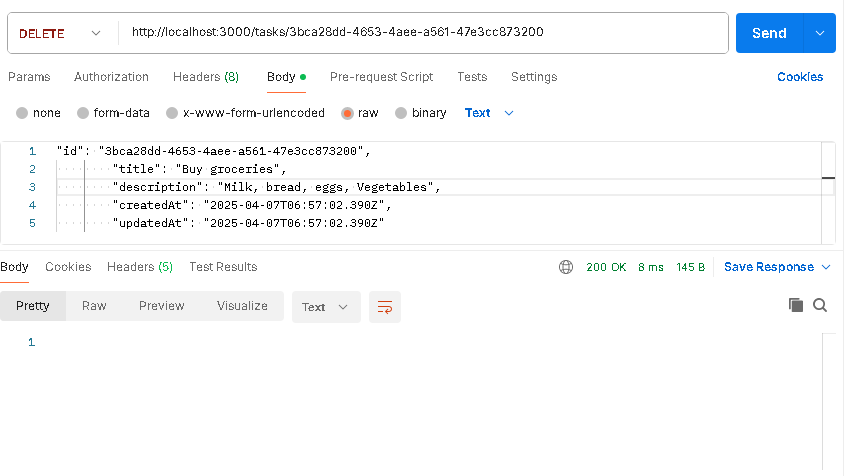 DELETE http://localhost:3000/tasks/3bca28dd-4653-4aee-a561-47e3cc873200 Send
Params Authorization Headers (8) Body Pre-request Script Tests Settings Cookies
none form-data x-www-form-urlencoded raw binary Text
1 "id": "3bca28dd-4653-4aee-a561-47e3cc873200",
2 "title": "Buy groceries",
3 "description": "Milk, bread, eggs, Vegetables",
4 "createdAt": "2025-04-07T06:57:02.390Z",
5 "updatedAt": "2025-04-07T06:57:02.390Z"
Body Cookies Headers (5) Test Results 200 OK 8 ms 145 B Save Response
Pretty Raw Preview Visualize Text
1